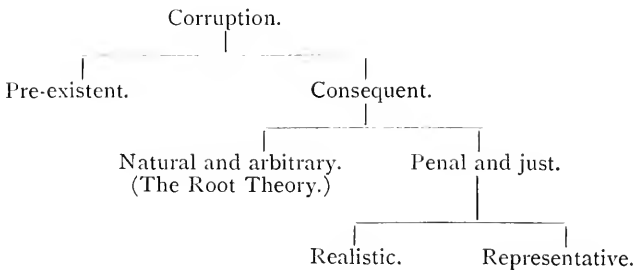 Corruption.
Pre-existent. Consequent.
Natural and arbitrary. Penal and just.
(The Root Theory.)
Realistic. Representative.